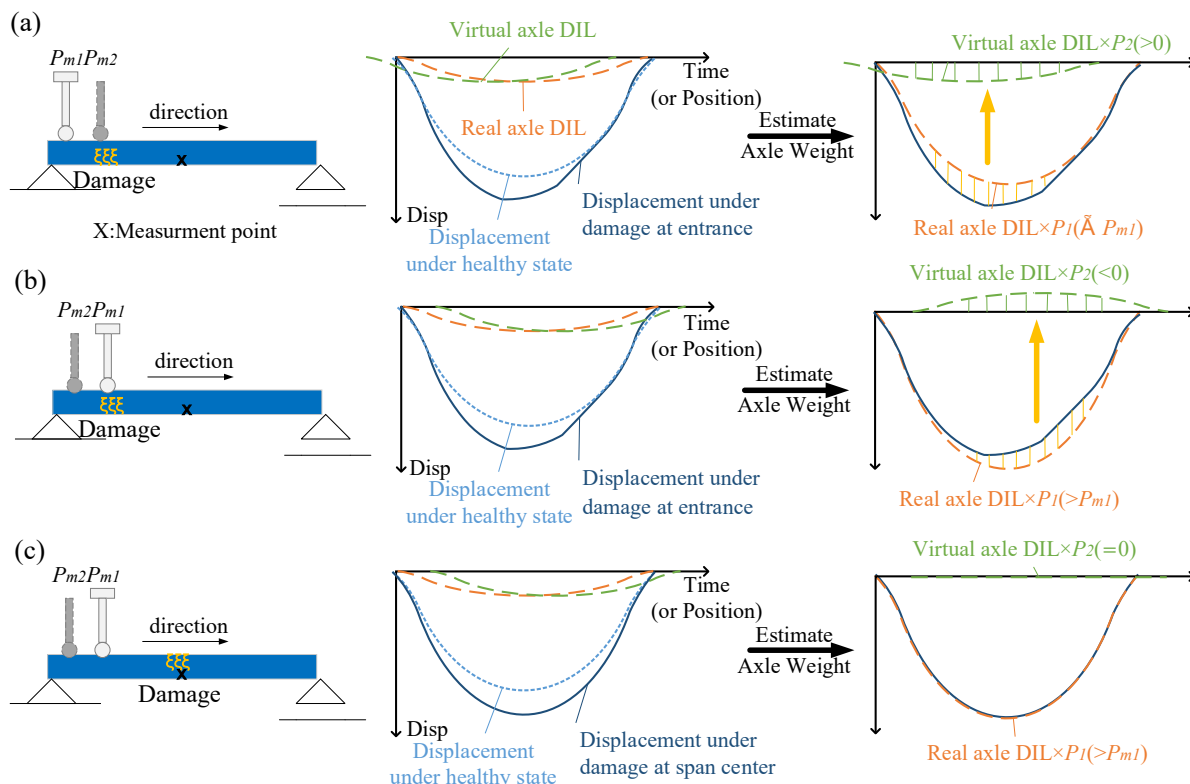 (a)
Pm1Pm2
direction
ξξξ
x
Damage
X:Measurment point
Virtual axle DIL
Time
(or Position)
Real axle DIL
Disp
Displacement
under healthy state
Displacement under
damage at entrance
Estimate
Axle Weight
Virtual axle DIL×P2(>0)
Real axle DIL×P1(Ã Pm1)
(b)
Pm2Pm1
direction
ξξξ
x
Damage
Time
(or Position)
Disp
Displacement
under healthy state
Displacement under
damage at entrance
Estimate
Axle Weight
Virtual axle DIL×P2(<0)
Real axle DIL×P1(>Pm1)
(c)
Pm2Pm1
direction
ξξξ
x
Damage
Time
(or Position)
Disp
Displacement
under healthy state
Displacement under
damage at span center
Estimate
Axle Weight
Virtual axle DIL×P2(=0)
Real axle DIL×P1(>Pm1)